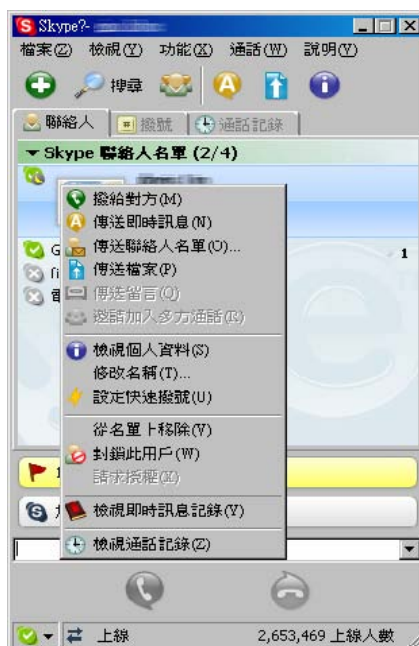 Skype?-
檔案(Z) 檢視(Y) 功能(X) 通話(W) 說明(V)
搜尋
聯絡人 撥號 通話記錄
Skype 聯絡人名單 (2/4)
撥給對方(M)
傳送即時訊息(N)
G 傳送聯絡人名單(O)... 1
fi 傳送檔案(P)
電 傳送留言(Q)
邀請加入多方通話(R)
檢視個人資料(S)
修改名稱(T)...
設定快速撥號(U)
從名單上移除(V)
封鎖此用戶(W)
請求授權(X)
檢視即時訊息記錄(Y)
檢視通話記錄(Z)
上線 2,653,469 上線人數